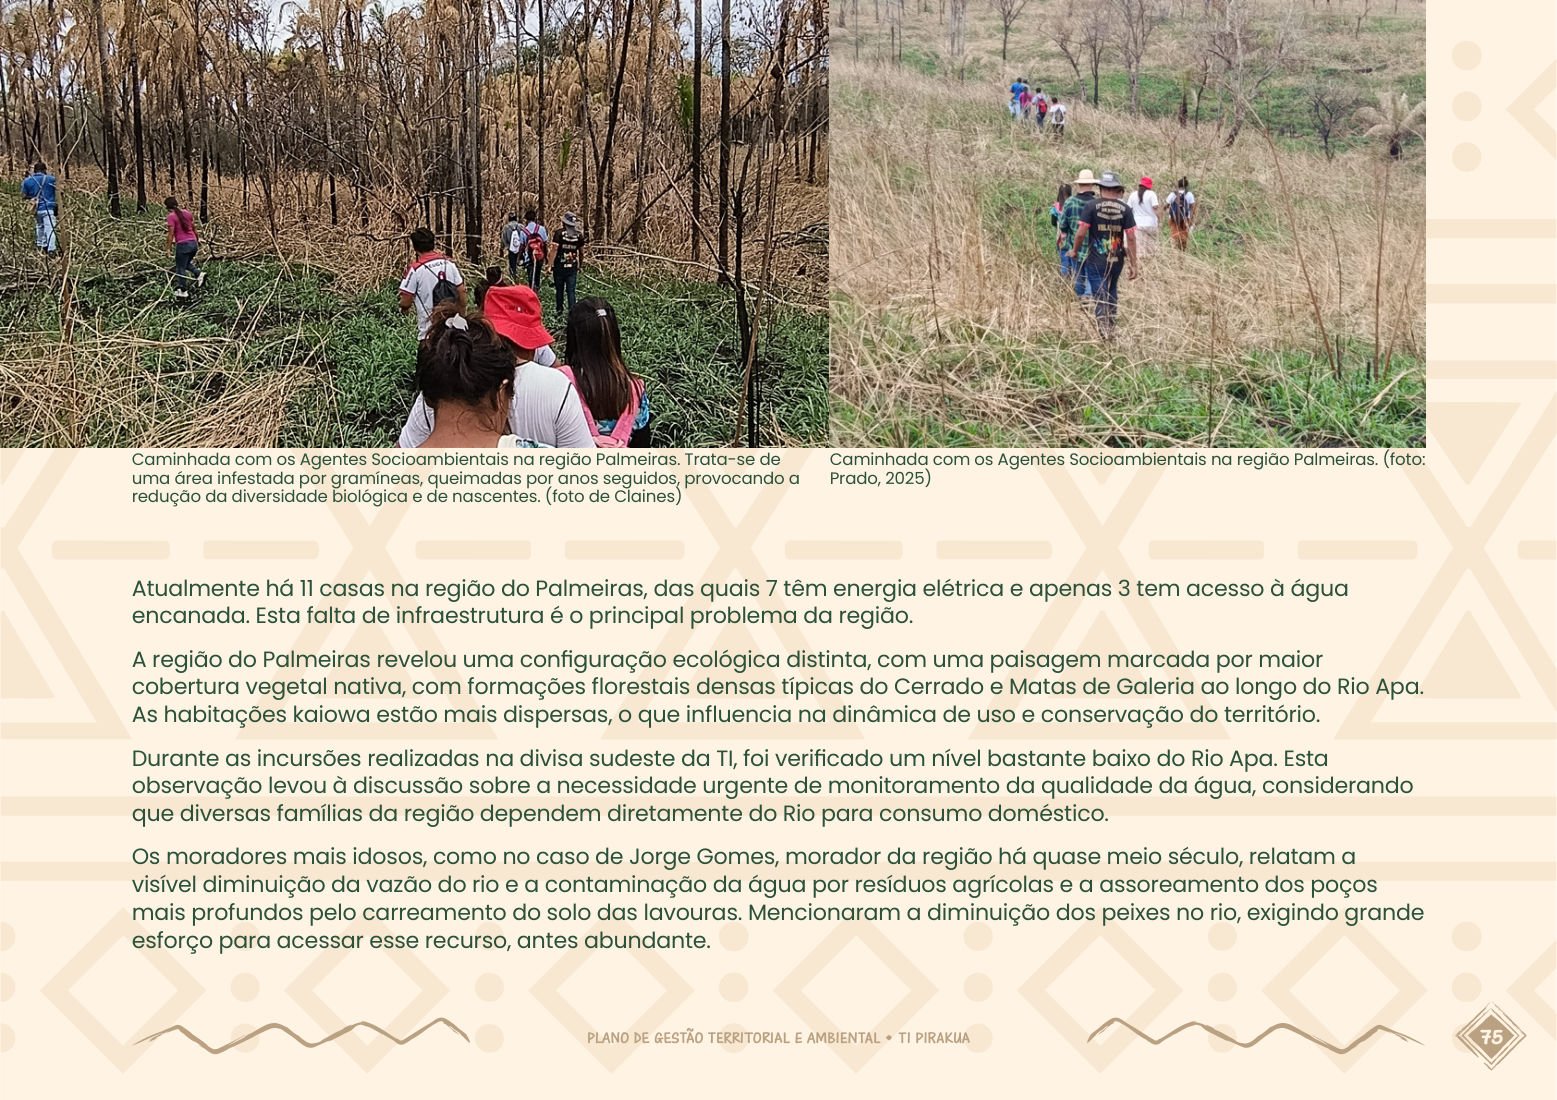 Caminhada com os Agentes Socioambientais na região Palmeiras. Trata-se de
uma área infestada por gramíneas, queimadas por anos seguidos, provocando a
redução da diversidade biológica e de nascentes. (foto de Claines)
Caminhada com os Agentes Socioambientais na região Palmeiras. (foto:
Prado, 2025)
Atualmente há 11 casas na região do Palmeiras, das quais 7 têm energia elétrica e apenas 3 tem acesso à água
encanada. Esta falta de infraestrutura é o principal problema da região.
A região do Palmeiras revelou uma configuração ecológica distinta, com uma paisagem marcada por maior
cobertura vegetal nativa, com formações florestais densas típicas do Cerrado e Matas de Galeria ao longo do Rio Apa.
As habitações kaiowa estão mais dispersas, o que influencia na dinâmica de uso e conservação do território.
Durante as incursões realizadas na divisa sudeste da TI, foi verificado um nível bastante baixo do Rio Apa. Esta
observação levou à discussão sobre a necessidade urgente de monitoramento da qualidade da água, considerando
que diversas famílias da região dependem diretamente do Rio para consumo doméstico.
Os moradores mais idosos, como no caso de Jorge Gomes, morador da região há quase meio século, relatam a
visível diminuição da vazão do rio e a contaminação da água por resíduos agrícolas e a assoreamento dos poços
mais profundos pelo carreamento do solo das lavouras. Mencionaram a diminuição dos peixes no rio, exigindo grande
esforço para acessar esse recurso, antes abundante.
PLANO DE GESTÃO TERRITORIAL E AMBIENTAL • TI PIRAKUA
75